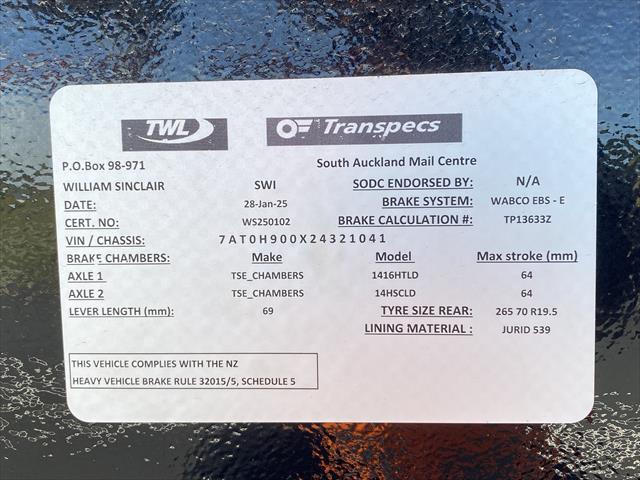 TWL Transpecs
P.O.Box 98-971 South Auckland Mail Centre
WILLIAM SINCLAIR SWI SODC ENDORSED BY: N/A
DATE: 28-Jan-25 BRAKE SYSTEM: WABCO EBS - E
CERT. NO: WS250102 BRAKE CALCULATION #: TP13633Z
VIN / CHASSIS: 7AT0H900X24321041
BRAKE CHAMBERS: Make Model Max stroke (mm)
AXLE 1 TSE_CHAMBERS 1416HTLD 64
AXLE 2 TSE_CHAMBERS 14HSCLD 64
LEVER LENGTH (mm): 69 TYRE SIZE REAR: 265 70 R19.5
LINING MATERIAL : JURID 539
THIS VEHICLE COMPLIES WITH THE NZ
HEAVY VEHICLE BRAKE RULE 32015/5, SCHEDULE 5